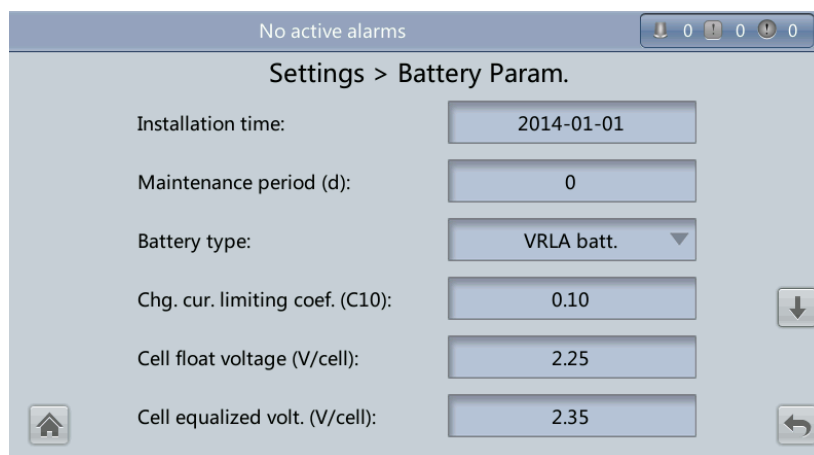 No active alarms 0 0 0
Settings > Battery Param.
Installation time: 2014-01-01
Maintenance period (d): 0
Battery type: VRLA batt.
Chg. cur. limiting coef. (C10): 0.10
Cell float voltage (V/cell): 2.25
Cell equalized volt. (V/cell): 2.35